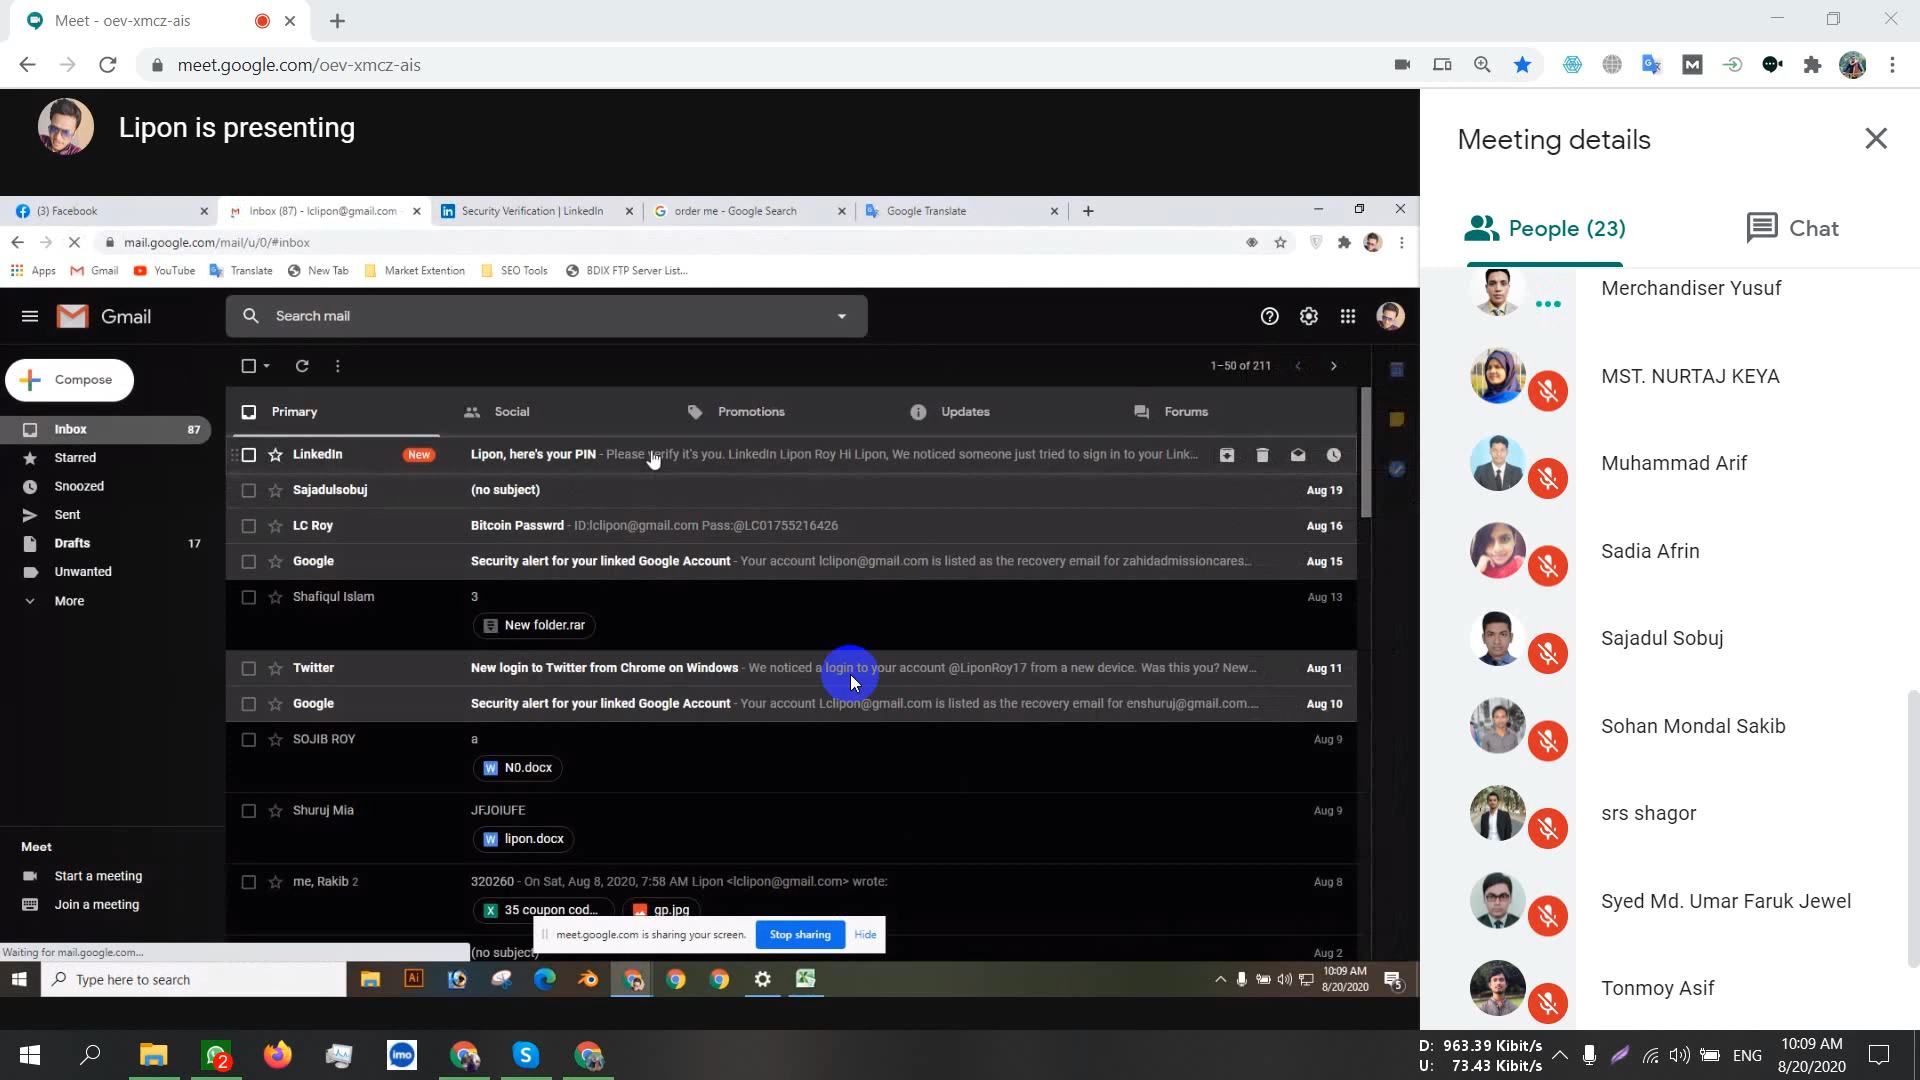 Meet - oev-xmcz-ais
meet.google.com/oev-xmcz-ais
Lipon is presenting
(3) Facebook
Inbox (87) - lclipon@gmail.com
Security Verification | LinkedIn
order me - Google Search
Google Translate
mail.google.com/mail/u/0/#inbox
Apps Gmail YouTube Translate New Tab Market Extention SEO Tools BDIX FTP Server List...
Gmail
Search mail
Compose
1–50 of 211
Inbox 87
Starred
Snoozed
Sent
Drafts 17
Unwanted
More
Meet
Start a meeting
Join a meeting
Primary Social Promotions Updates Forums
LinkedIn New Lipon, here's your PIN - Please verify it's you. LinkedIn Lipon Roy Hi Lipon, We noticed someone just tried to sign in to your Link...
Sajadulsobuj (no subject) Aug 19
LC Roy Bitcoin Passwrd - ID:lclipon@gmail.com Pass:@LC01755216426 Aug 16
Google Security alert for your linked Google Account - Your account lclipon@gmail.com is listed as the recovery email for zahidadmissioncares... Aug 15
Shafiqul Islam 3 Aug 13
New folder.rar
Twitter New login to Twitter from Chrome on Windows - We noticed a login to your account @LiponRoy17 from a new device. Was this you? New... Aug 11
Google Security alert for your linked Google Account - Your account Lclipon@gmail.com is listed as the recovery email for enshuruj@gmail.com.... Aug 10
SOJIB ROY a Aug 9
N0.docx
Shuruj Mia JFJOIUFE Aug 9
lipon.docx
me, Rakib 2 320260 - On Sat, Aug 8, 2020, 7:58 AM Lipon <lclipon@gmail.com> wrote: Aug 8
35 coupon cod... gp.jpg
(no subject) Aug 2
meet.google.com is sharing your screen. Stop sharing Hide
Waiting for mail.google.com...
Type here to search
10:09 AM
8/20/2020
5
Meeting details
People (23)
Chat
Merchandiser Yusuf
MST. NURTAJ KEYA
Muhammad Arif
Sadia Afrin
Sajadul Sobuj
Sohan Mondal Sakib
srs shagor
Syed Md. Umar Faruk Jewel
Tonmoy Asif
2
imo
D: 963.39 Kibit/s
U: 73.43 Kibit/s
ENG
10:09 AM
8/20/2020